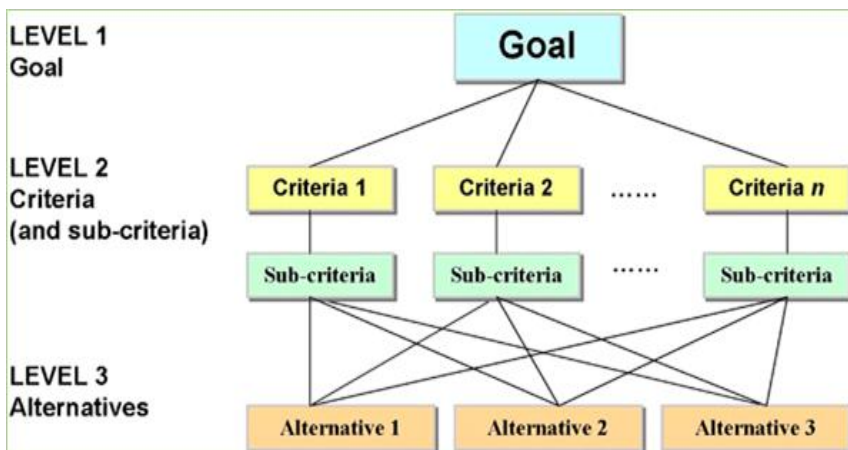 LEVEL 1
Goal
Goal
LEVEL 2
Criteria
(and sub-criteria)
Criteria 1
Criteria 2
......
Criteria n
Sub-criteria
Sub-criteria
......
Sub-criteria
LEVEL 3
Alternatives
Alternative 1
Alternative 2
Alternative 3